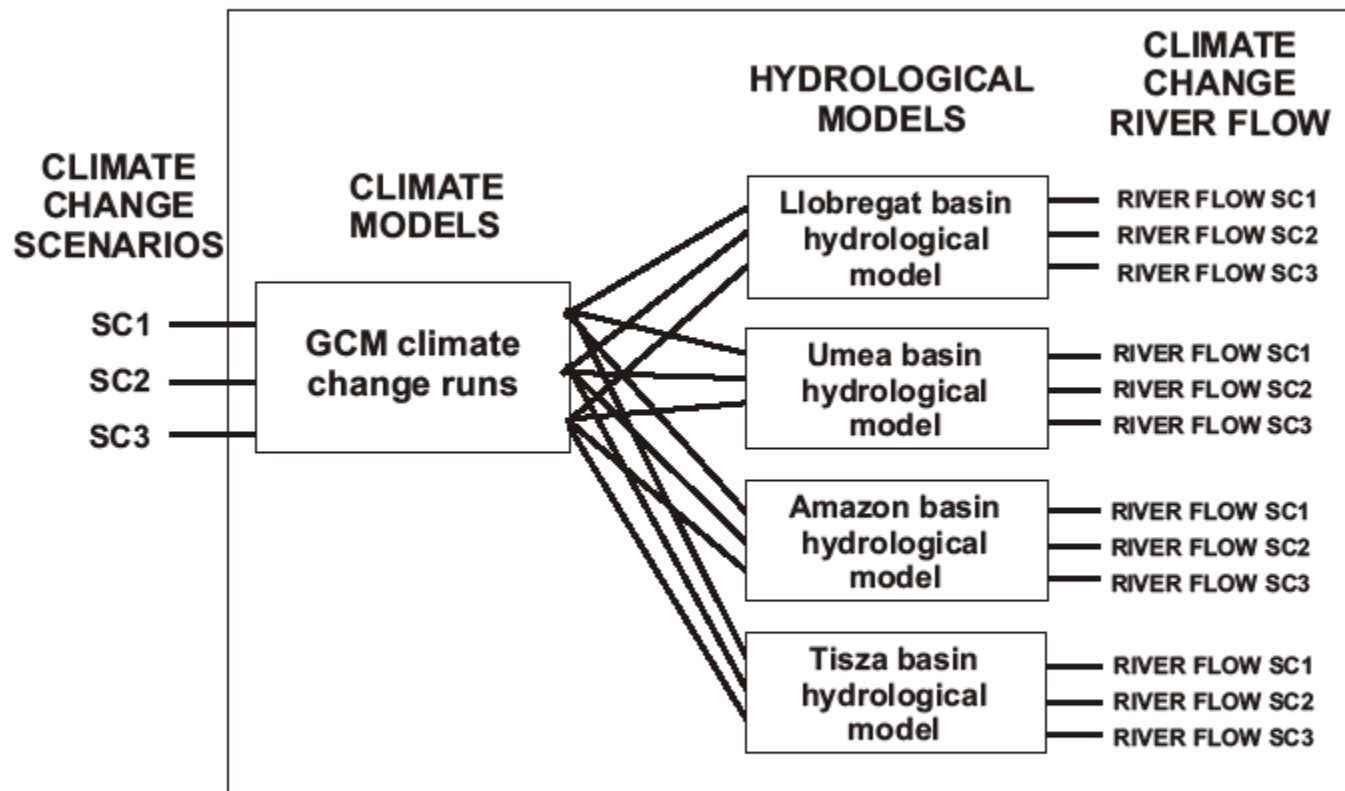 CLIMATE
CHANGE
SCENARIOS
SC1
SC2
SC3
CLIMATE
MODELS
GCM climate
change runs
HYDROLOGICAL
MODELS
Llobregat basin
hydrological
model
Umea basin
hydrological
model
Amazon basin
hydrological
model
Tisza basin
hydrological
model
CLIMATE
CHANGE
RIVER FLOW
RIVER FLOW SC1
RIVER FLOW SC2
RIVER FLOW SC3
RIVER FLOW SC1
RIVER FLOW SC2
RIVER FLOW SC3
RIVER FLOW SC1
RIVER FLOW SC2
RIVER FLOW SC3
RIVER FLOW SC1
RIVER FLOW SC2
RIVER FLOW SC3